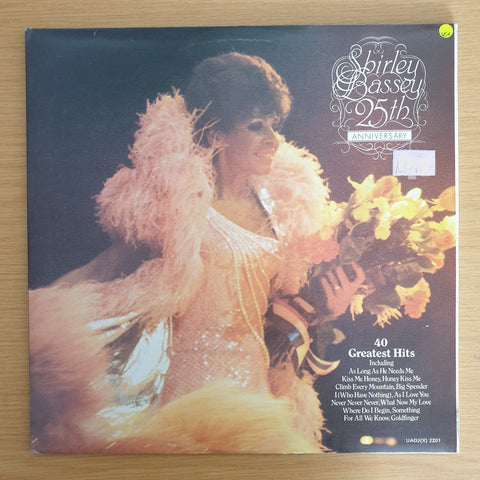 Shirley
Bassey
25th
ANNIVERSARY
40
Greatest Hits
Including
As Long As He Needs Me
Kiss Me Honey, Honey Kiss Me
Climb Every Mountain, Big Spender
I (Who Have Nothing), As I Love You
Never Never Never, What Now My Love
Where Do I Begin, Something
For All We Know, Goldfinger
UADJ(X) 2201